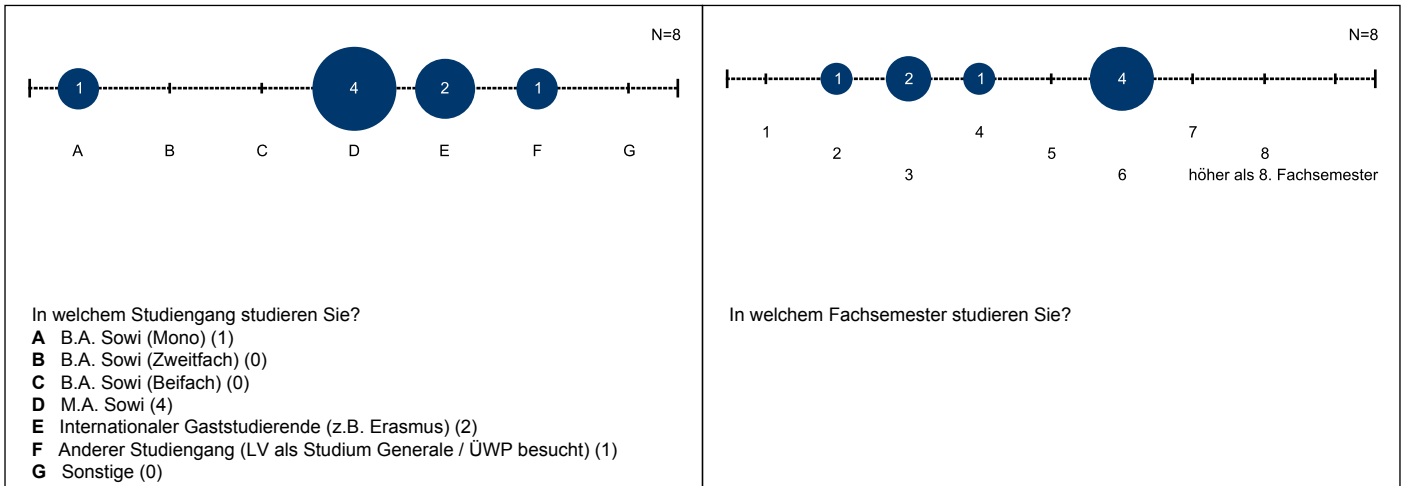 N=8
1
4
2
1
A
B
C
D
E
F
G
In welchem Studiengang studieren Sie?
A B.A. Sowi (Mono) (1)
B B.A. Sowi (Zweitfach) (0)
C B.A. Sowi (Beifach) (0)
D M.A. Sowi (4)
E Internationaler Gaststudierende (z.B. Erasmus) (2)
F Anderer Studiengang (LV als Studium Generale / ÜWP besucht) (1)
G Sonstige (0)
N=8
1
2
1
4
1
2
3
4
5
6
7
8
höher als 8. Fachsemester
In welchem Fachsemester studieren Sie?